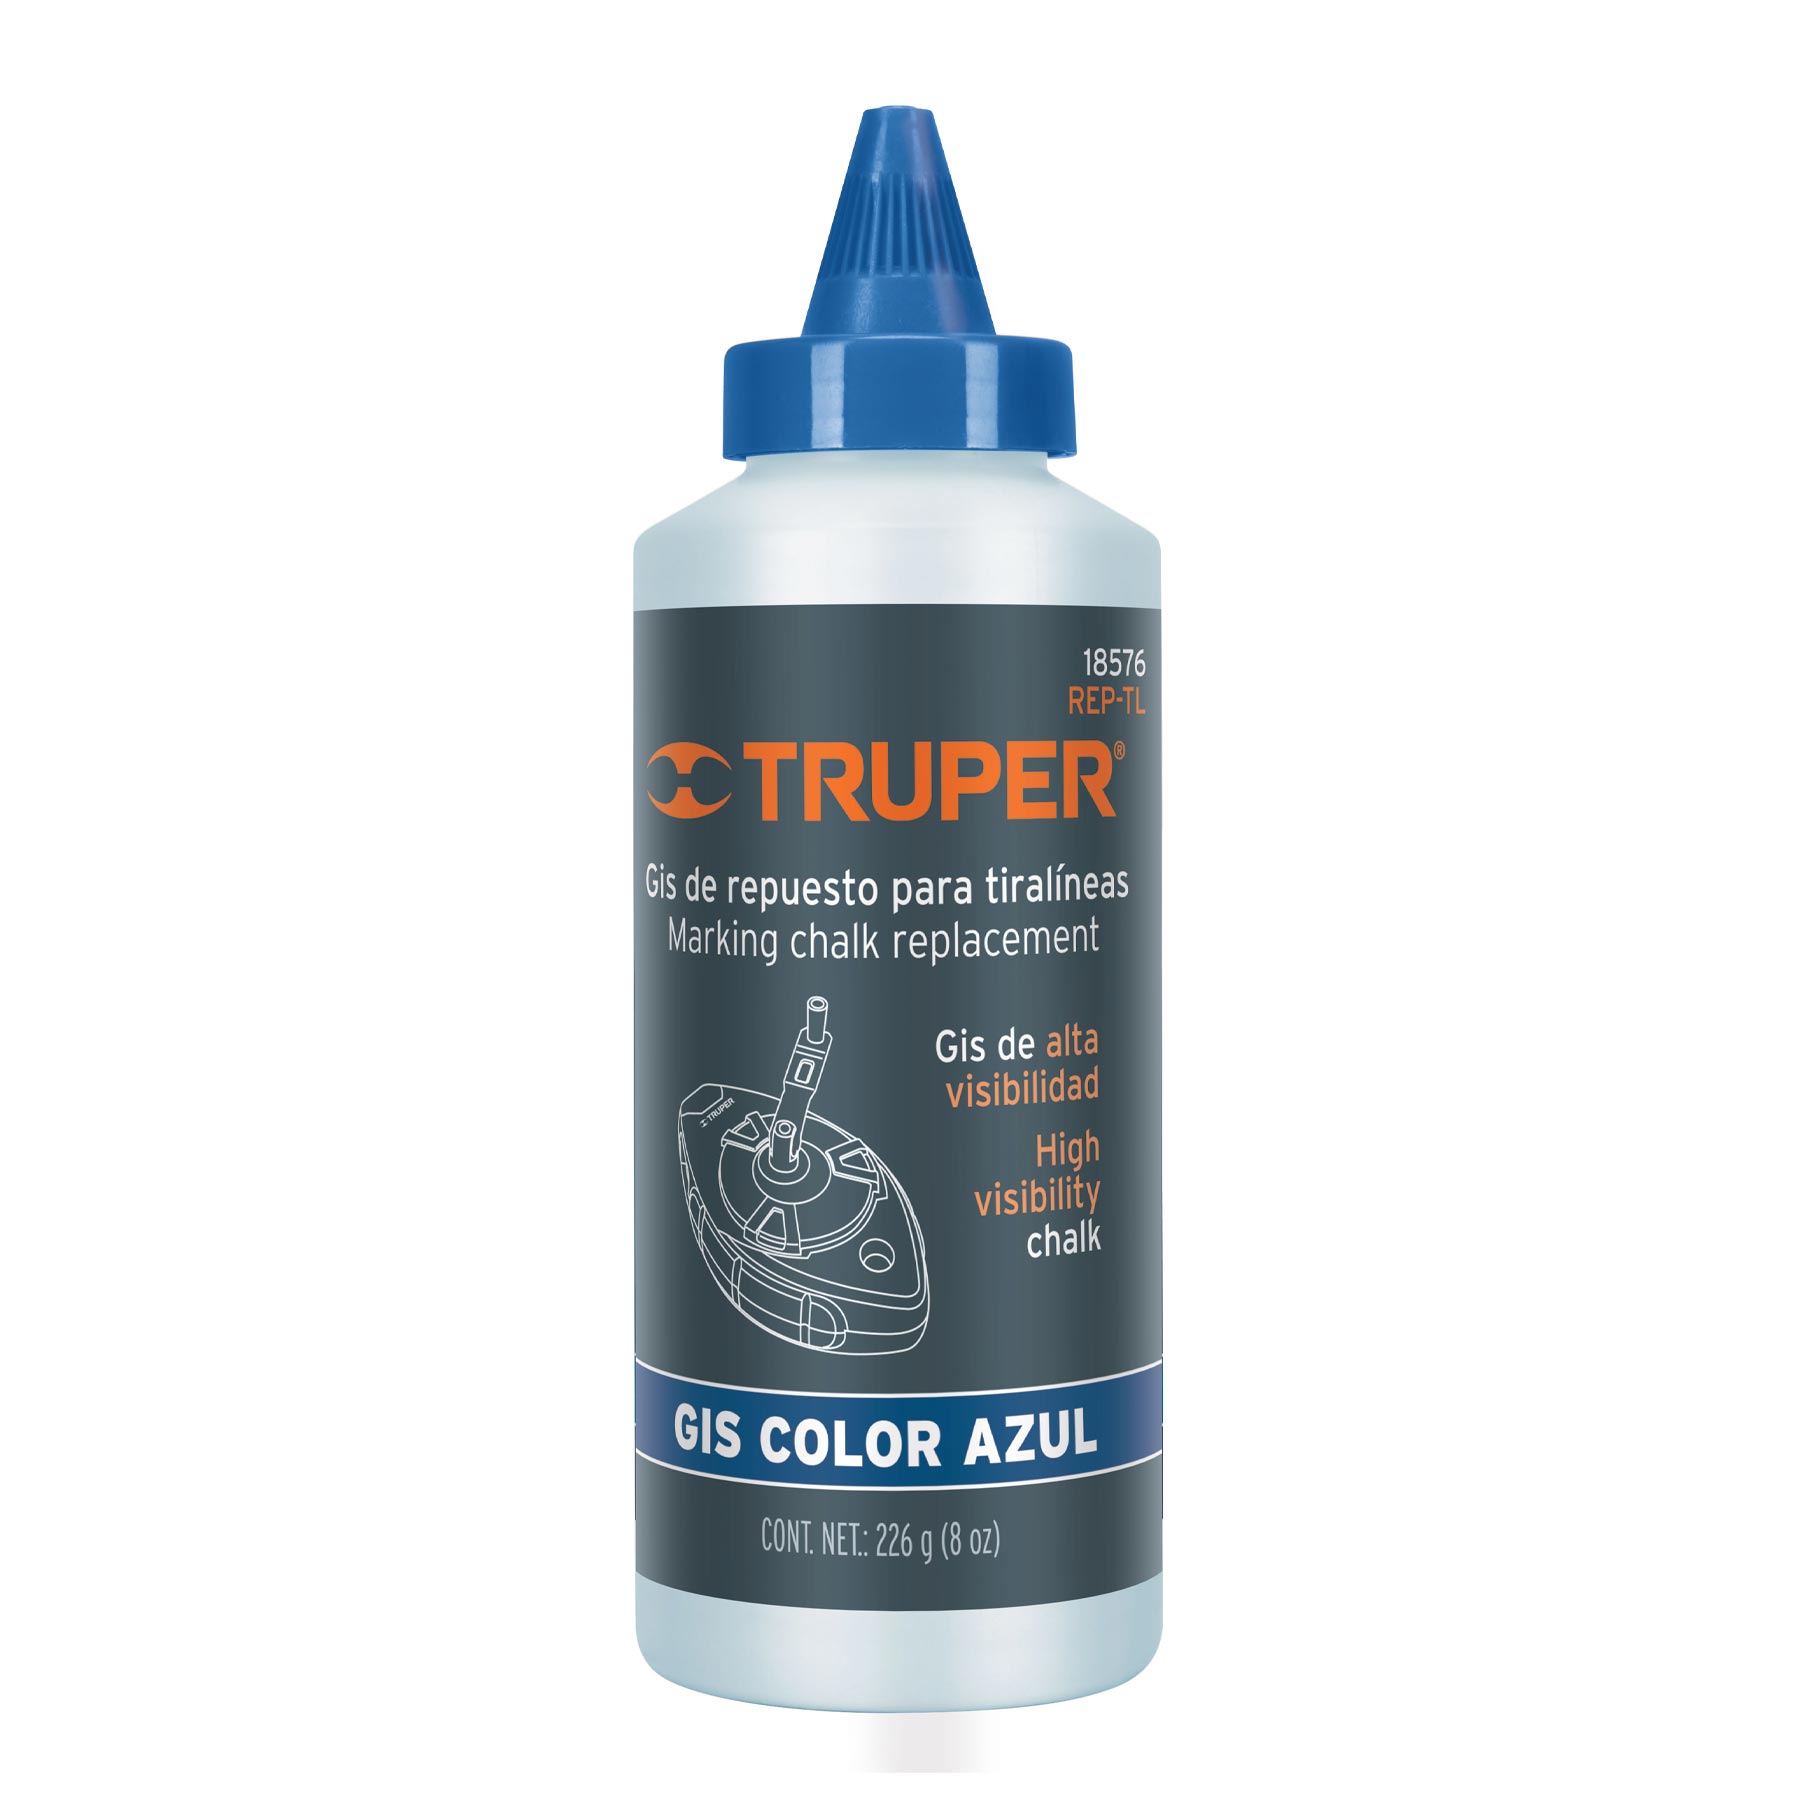 18576
REP-TL
TRUPER®
Gis de repuesto para tiralíneas
Marking chalk replacement
Gis de alta
visibilidad
High
visibility
chalk
TRUPER
GIS COLOR AZUL
CONT. NET.: 226 g (8 oz)